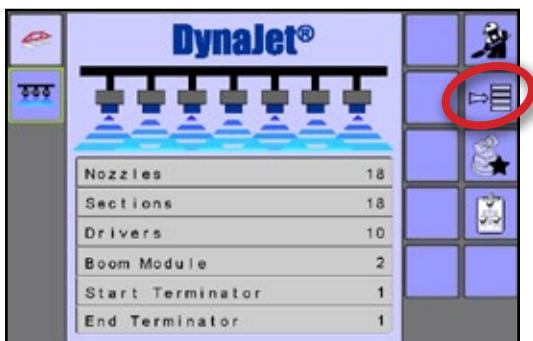 DynaJet®
Nozzles 18
Sections 18
Drivers 10
Boom Module 2
Start Terminator 1
End Terminator 1